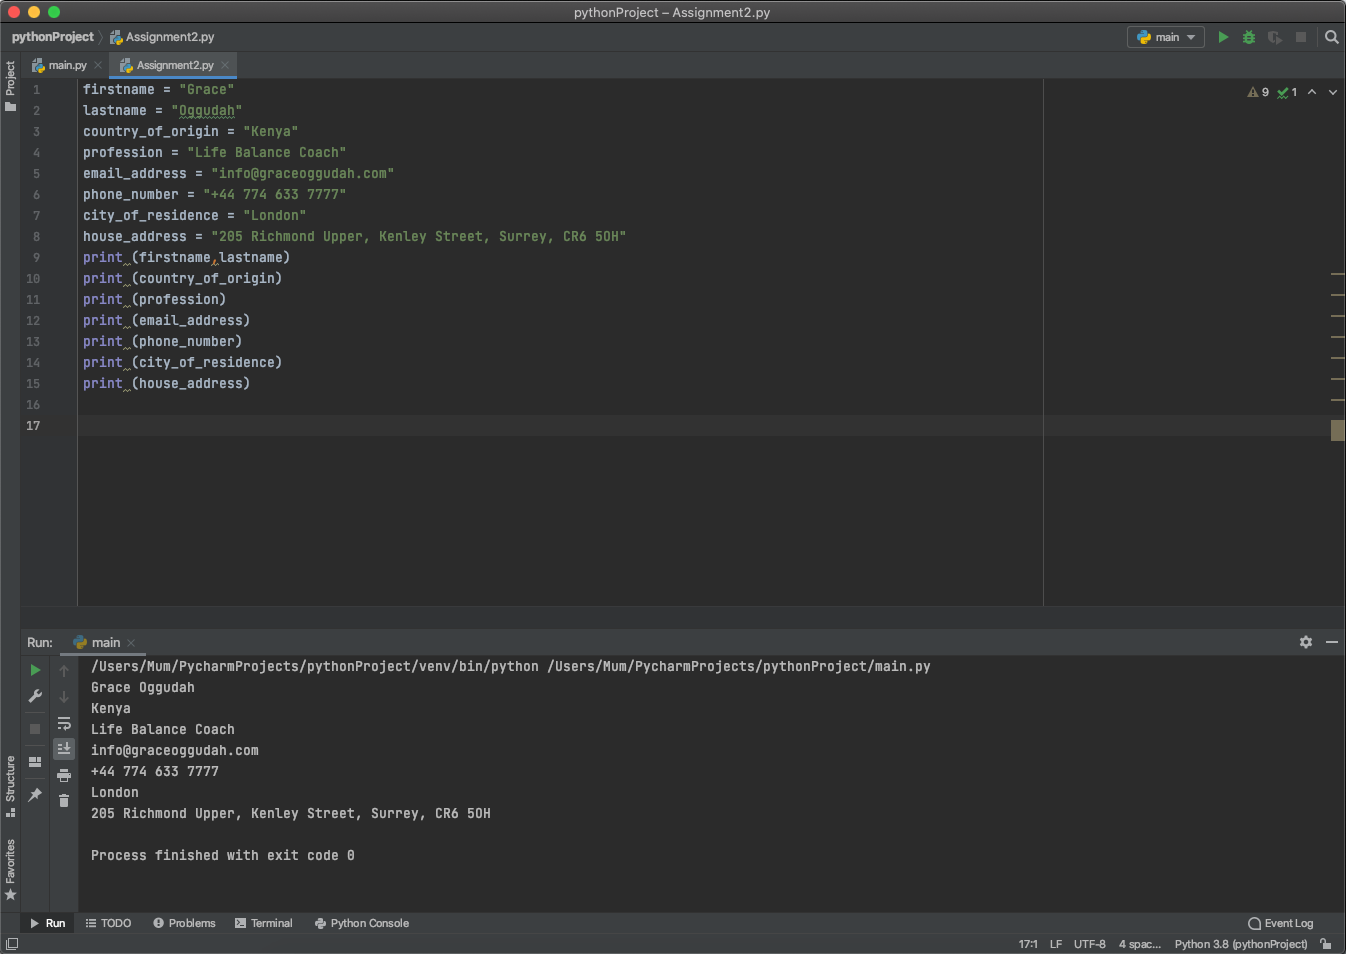 pythonProject – Assignment2.py
pythonProject
Assignment2.py
main
main.py
Assignment2.py
Project
9
1
1 firstname = "Grace"
2 lastname = "Oggudah"
3 country_of_origin = "Kenya"
4 profession = "Life Balance Coach"
5 email_address = "info@graceoggudah.com"
6 phone_number = "+44 774 633 7777"
7 city_of_residence = "London"
8 house_address = "205 Richmond Upper, Kenley Street, Surrey, CR6 5OH"
9 print (firstname,lastname)
10 print (country_of_origin)
11 print (profession)
12 print (email_address)
13 print (phone_number)
14 print (city_of_residence)
15 print (house_address)
16
17
Run:
main
/Users/Mum/PycharmProjects/pythonProject/venv/bin/python /Users/Mum/PycharmProjects/pythonProject/main.py
Grace Oggudah
Kenya
Life Balance Coach
info@graceoggudah.com
+44 774 633 7777
London
205 Richmond Upper, Kenley Street, Surrey, CR6 5OH
Process finished with exit code 0
Structure
Favorites
Run
TODO
Problems
Terminal
Python Console
Event Log
17:1 LF UTF-8 4 spac... Python 3.8 (pythonProject)